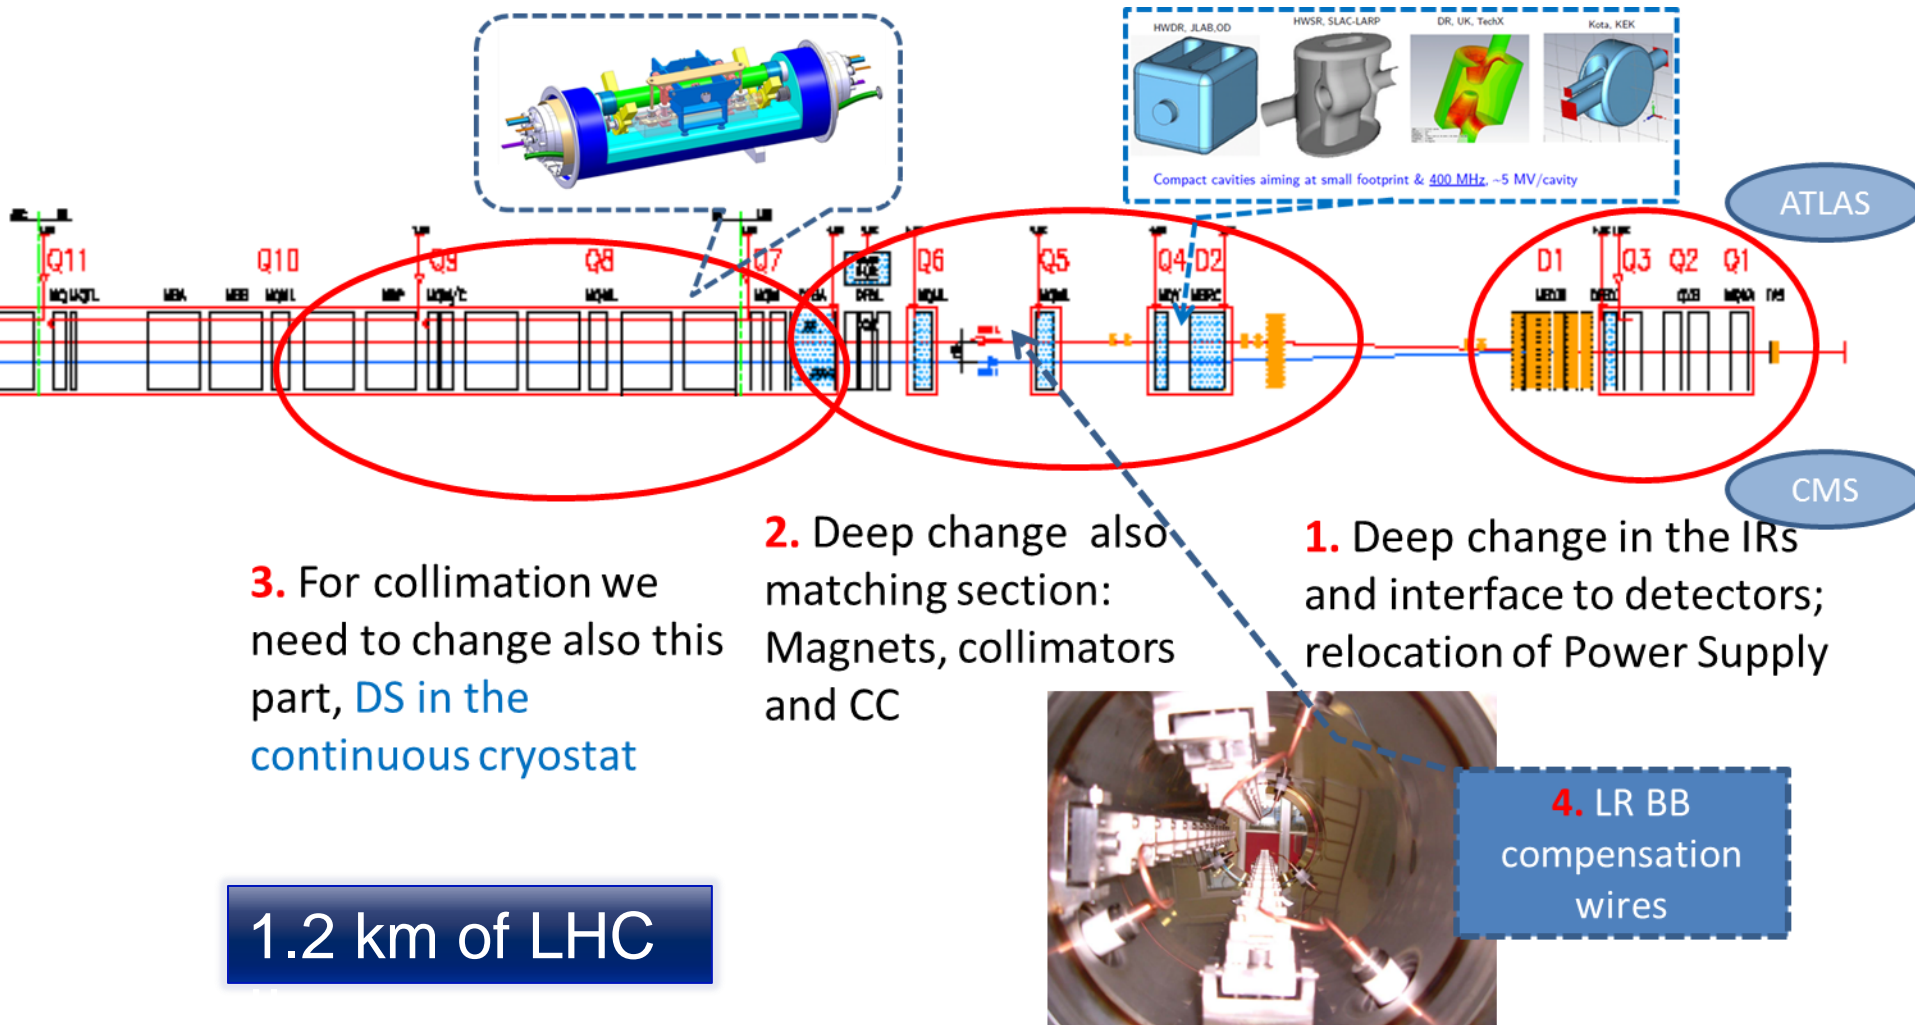 HWDR, JLAB,OD
HWSR, SLAC-LARP
DR, UK, TechX
Kota, KEK
Compact cavities aiming at small footprint & 400 MHz, ~5 MV/cavity
ATLAS
Q11
Q10
Q9
Q8
Q7
Q6
Q5
Q4
D2
D1
Q3
Q2
Q1
CMS
1. Deep change in the IRs
and interface to detectors;
relocation of Power Supply
2. Deep change also
matching section:
Magnets, collimators
and CC
3. For collimation we
need to change also this
part, DS in the
continuous cryostat
4. LR BB
compensation
wires
1.2 km of LHC